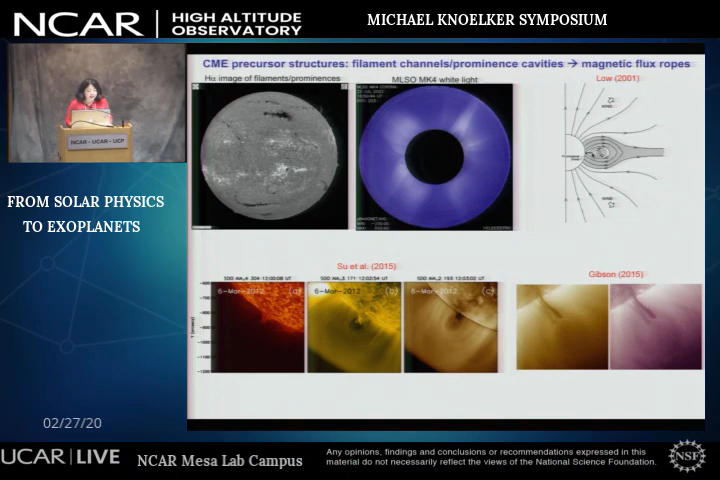 NCAR
HIGH ALTITUDE
OBSERVATORY
MICHAEL KNOELKER SYMPOSIUM
CME precursor structures: filament channels/prominence cavities → magnetic flux ropes
Hα image of filaments/prominences
MLSO MK4 white light
Low (2001)
NCAR - UCAR - UCP
FROM SOLAR PHYSICS
TO EXOPLANETS
Su et al. (2015)
Gibson (2015)
6-Mar-2012 (a)
6-Mar-2012 (b)
6-Mar-2012 (c)
02/27/20
UCAR | LIVE
NCAR Mesa Lab Campus
Any opinions, findings and conclusions or recommendations expressed in this
material do not necessarily reflect the views of the National Science Foundation.
NSF